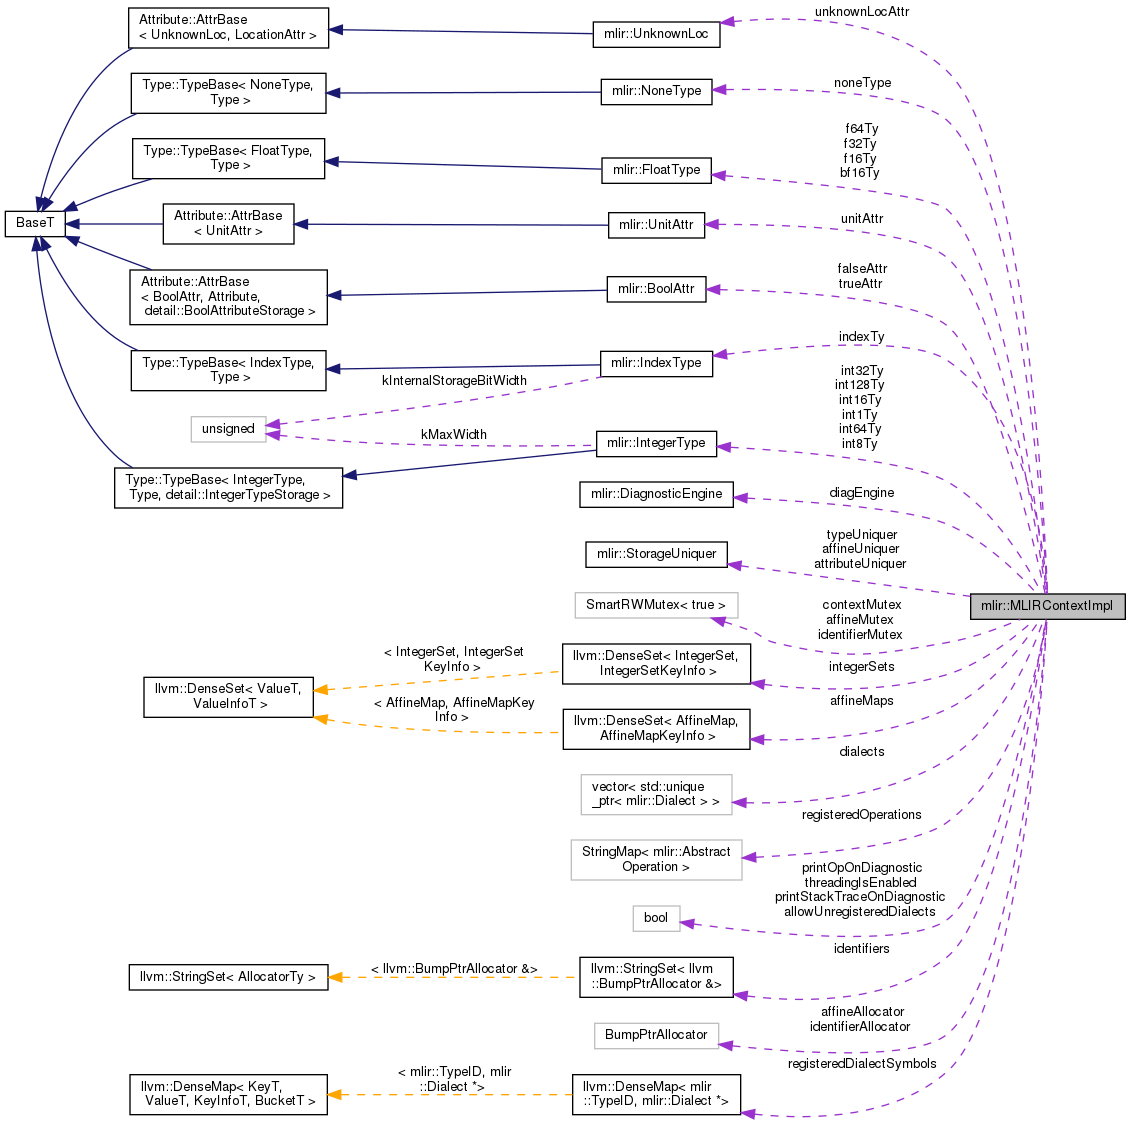 Attribute::AttrBase
< UnknownLoc, LocationAttr >
mlir::UnknownLoc
unknownLocAttr
Type::TypeBase< NoneType,
Type >
mlir::NoneType
noneType
Type::TypeBase< FloatType,
Type >
mlir::FloatType
f64Ty
f32Ty
f16Ty
bf16Ty
BaseT
Attribute::AttrBase
< UnitAttr >
mlir::UnitAttr
unitAttr
Attribute::AttrBase
< BoolAttr, Attribute,
detail::BoolAttributeStorage >
mlir::BoolAttr
falseAttr
trueAttr
Type::TypeBase< IndexType,
Type >
mlir::IndexType
indexTy
kInternalStorageBitWidth
unsigned
kMaxWidth
mlir::IntegerType
int32Ty
int128Ty
int16Ty
int1Ty
int64Ty
int8Ty
Type::TypeBase< IntegerType,
Type, detail::IntegerTypeStorage >
mlir::DiagnosticEngine
diagEngine
mlir::StorageUniquer
typeUniquer
affineUniquer
attributeUniquer
mlir::MLIRContextImpl
SmartRWMutex< true >
contextMutex
affineMutex
identifierMutex
llvm::DenseSet< ValueT,
ValueInfoT >
< IntegerSet, IntegerSet
KeyInfo >
llvm::DenseSet< IntegerSet,
IntegerSetKeyInfo >
integerSets
< AffineMap, AffineMapKey
Info >
llvm::DenseSet< AffineMap,
AffineMapKeyInfo >
affineMaps
vector< std::unique
_ptr< mlir::Dialect > >
dialects
StringMap< mlir::Abstract
Operation >
registeredOperations
bool
printOpOnDiagnostic
threadingIsEnabled
printStackTraceOnDiagnostic
allowUnregisteredDialects
llvm::StringSet< AllocatorTy >
< llvm::BumpPtrAllocator &>
llvm::StringSet< llvm
::BumpPtrAllocator &>
identifiers
BumpPtrAllocator
affineAllocator
identifierAllocator
llvm::DenseMap< KeyT,
ValueT, KeyInfoT, BucketT >
< mlir::TypeID, mlir
::Dialect *>
llvm::DenseMap< mlir
::TypeID, mlir::Dialect *>
registeredDialectSymbols